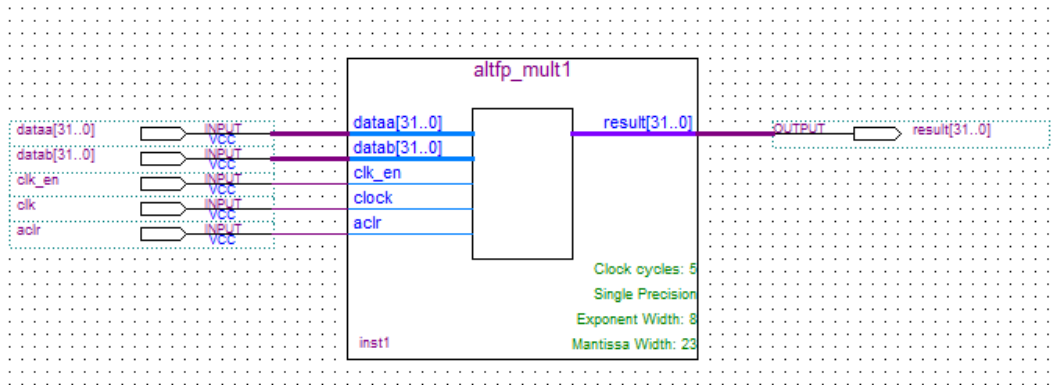 altfp_mult1
dataa[31..0] INPUT VCC dataa[31..0] result[31..0] OUTPUT result[31..0]
datab[31..0] INPUT VCC datab[31..0]
clk_en INPUT VCC clk_en
clk INPUT VCC clock
aclr INPUT VCC aclr
Clock cycles: 5
Single Precision
Exponent Width: 8
inst1 Mantissa Width: 23